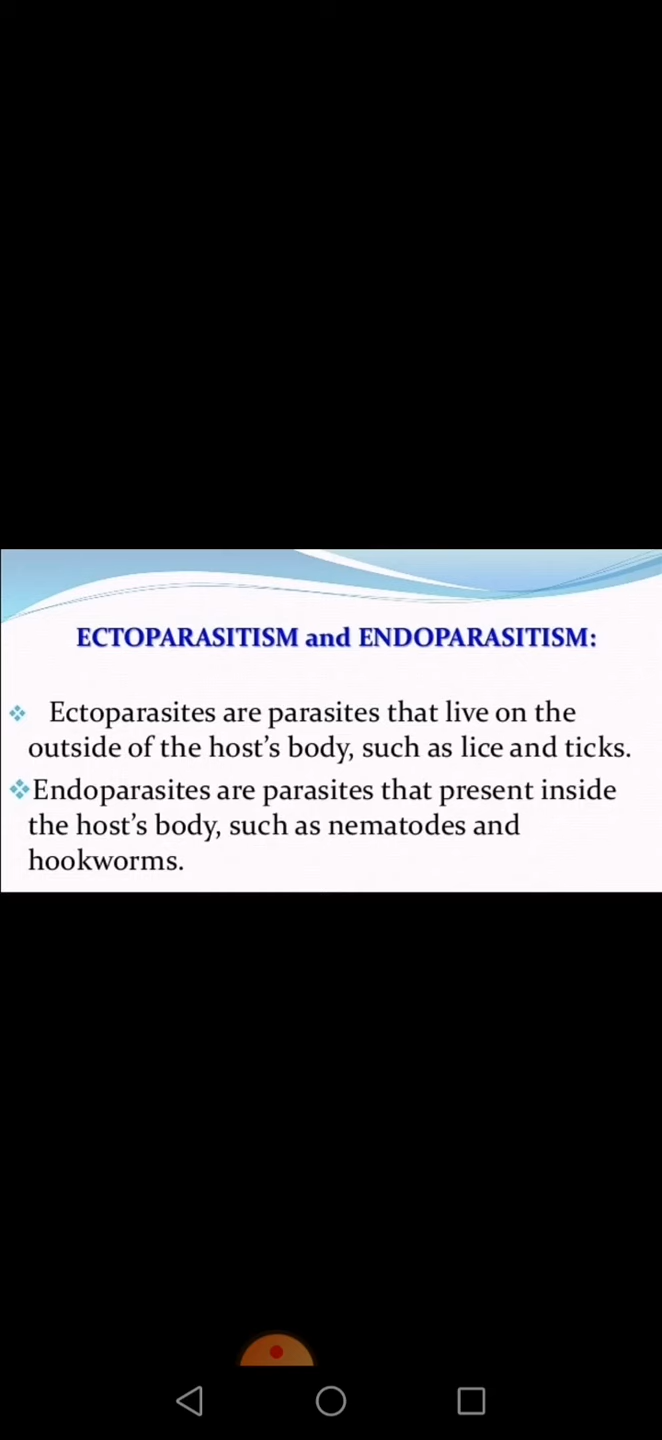 ECTOPARASITISM and ENDOPARASITISM:
Ectoparasites are parasites that live on the
outside of the host's body, such as lice and ticks.
Endoparasites are parasites that present inside
the host's body, such as nematodes and
hookworms.